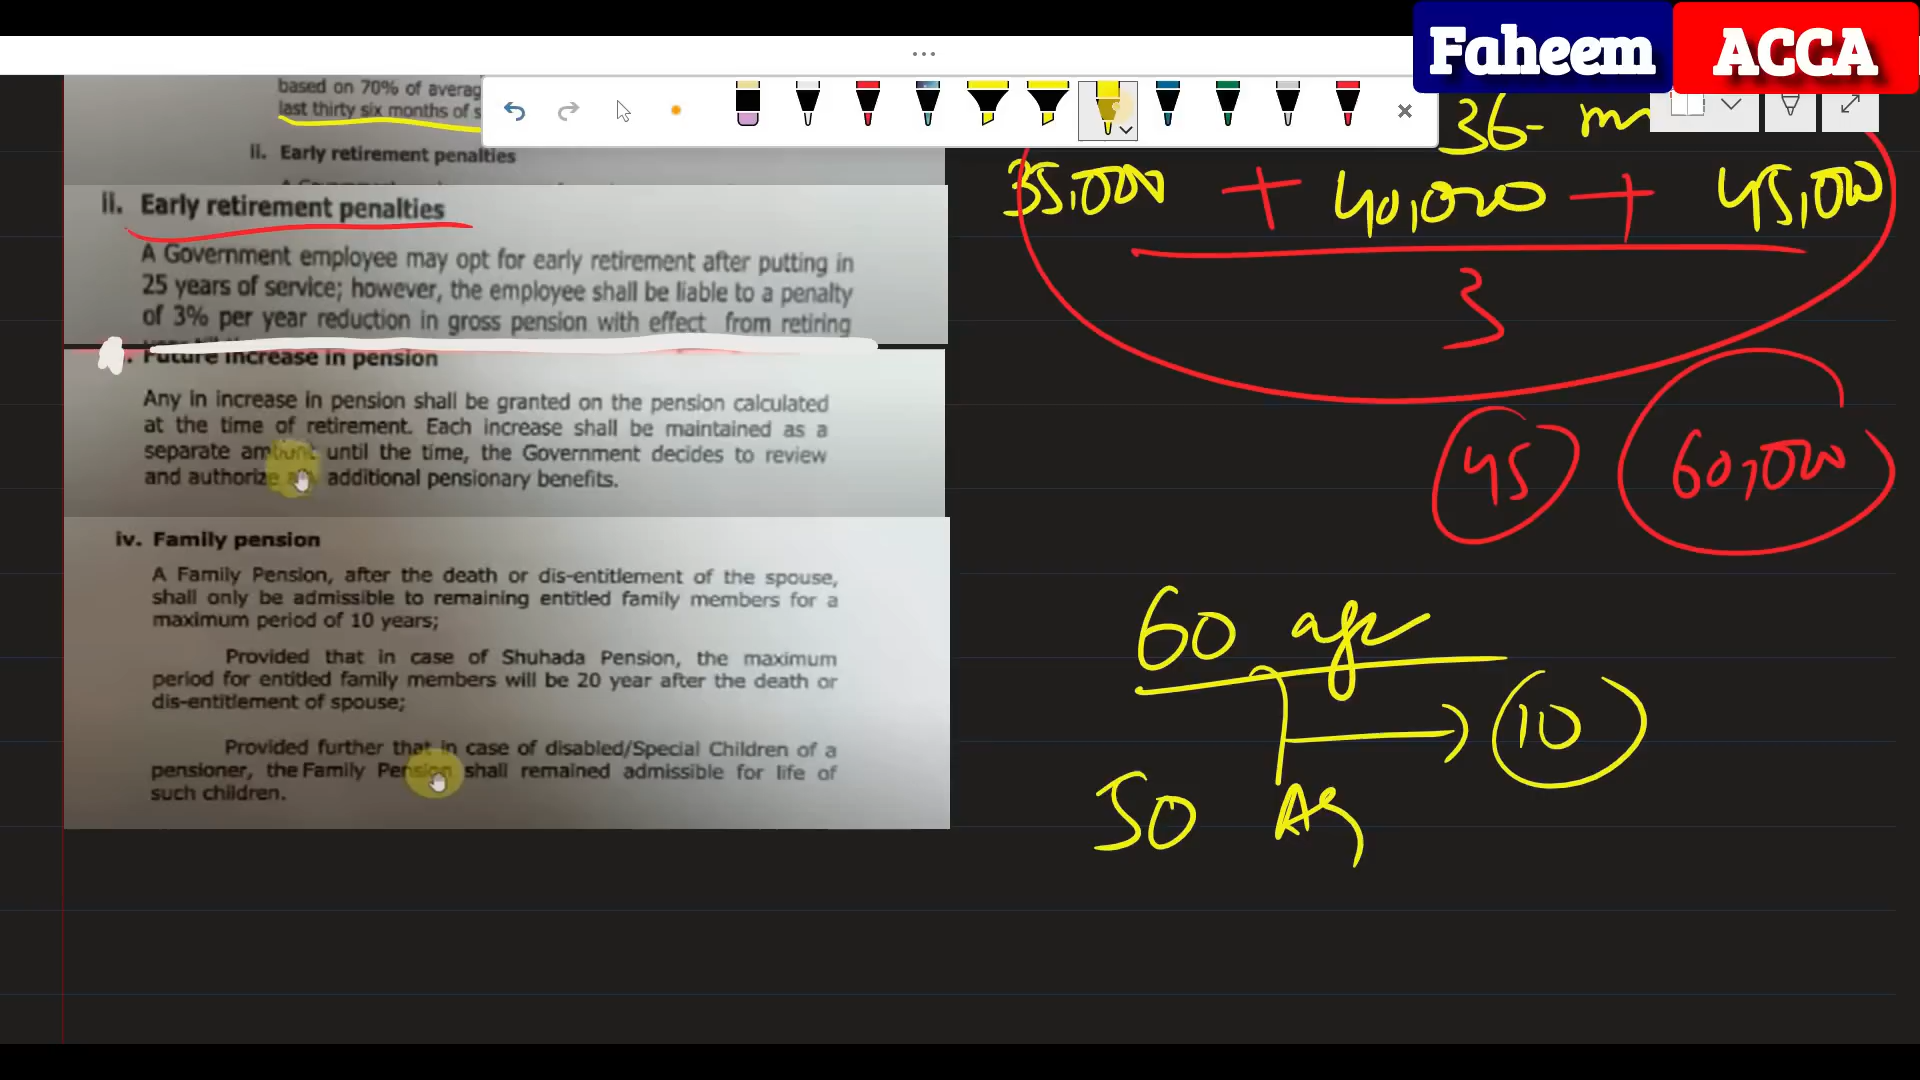 Faheem ACCA
based on 70% of averag
last thirty six months of s
ii. Early retirement penalties
ii. Early retirement penalties
A Government employee may opt for early retirement after putting in
25 years of service; however, the employee shall be liable to a penalty
of 3% per year reduction in gross pension with effect from retiring
Future increase in pension
Any in increase in pension shall be granted on the pension calculated
at the time of retirement. Each increase shall be maintained as a
separate amount until the time, the Government decides to review
and authorize additional pensionary benefits.
iv. Family pension
A Family Pension, after the death or dis-entitlement of the spouse,
shall only be admissible to remaining entitled family members for a
maximum period of 10 years;
Provided that in case of Shuhada Pension, the maximum
period for entitled family members will be 20 year after the death or
dis-entitlement of spouse;
Provided further that in case of disabled/Special Children of a
pensioner, the Family Pension shall remained admissible for life of
such children.
36- m
35,000 + 40,000 + 45,000
3
45 60,000
60 age
10
50 Ag